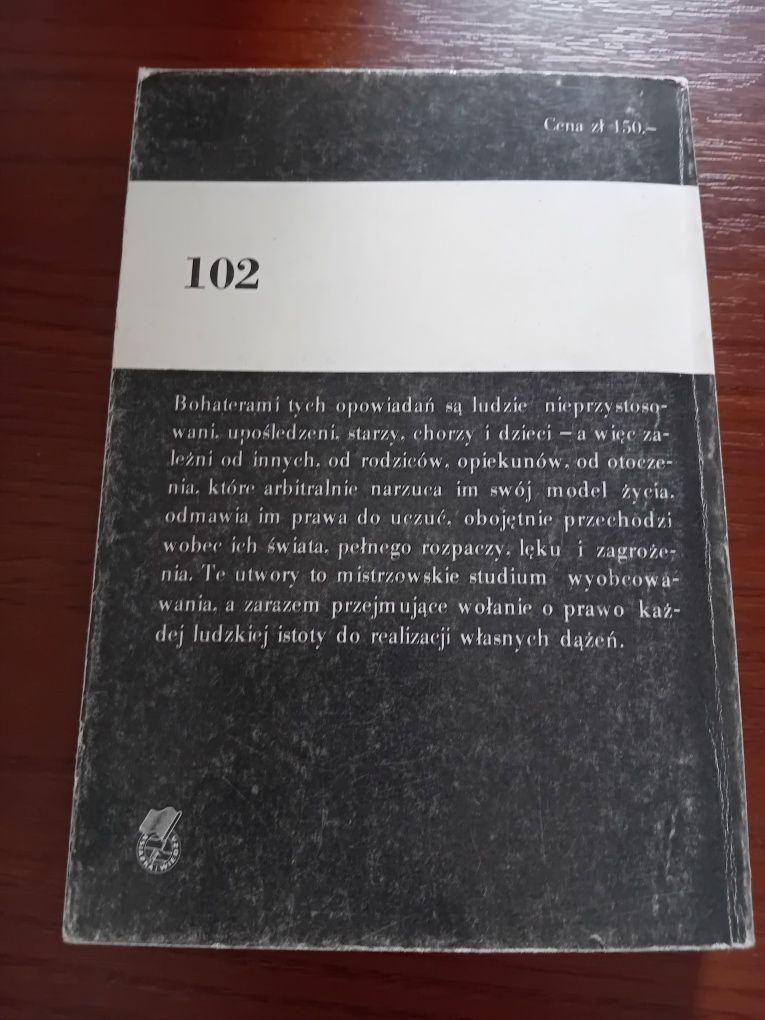 Cena zł 150.–
102
Bohaterami tych opowiadań są ludzie nieprzystoso-
wani, upośledzeni, starzy, chorzy i dzieci – a więc za-
leżni od innych, od rodziców, opiekunów, od otocze-
nia, które arbitralnie narzuca im swój model życia,
odmawia im prawa do uczuć, obojętnie przechodzi
wobec ich świata, pełnego rozpaczy, lęku i zagroże-
nia. Te utwory to mistrzowskie studium wyobcowa-
wania, a zarazem przejmujące wołanie o prawo każ-
dej ludzkiej istoty do realizacji własnych dążeń.